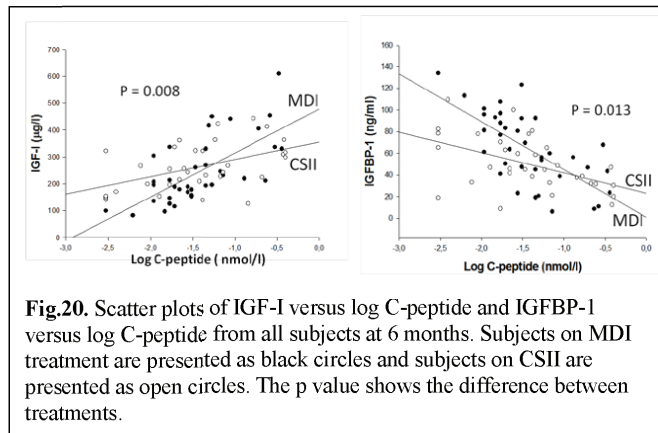 700
600
500
400
300
200
100
0
IGF-I
(µg/l)
P = 0.008
MDI
CSII
-3,0 -2,5 -2,0 -1,5 -1,0 -0,5 0,0
Log C-peptide ( nmol/l)
160
140
120
100
80
60
40
20
0
IGFBP-1
(ng/ml)
P = 0.013
CSII
MDI
-3,0 -2,5 -2,0 -1,5 -1,0 -0,5 0,0
Log C-peptide (nmol/l)
Fig.20. Scatter plots of IGF-I versus log C-peptide and IGFBP-1
versus log C-peptide from all subjects at 6 months. Subjects on MDI
treatment are presented as black circles and subjects on CSII are
presented as open circles. The p value shows the difference between
treatments.